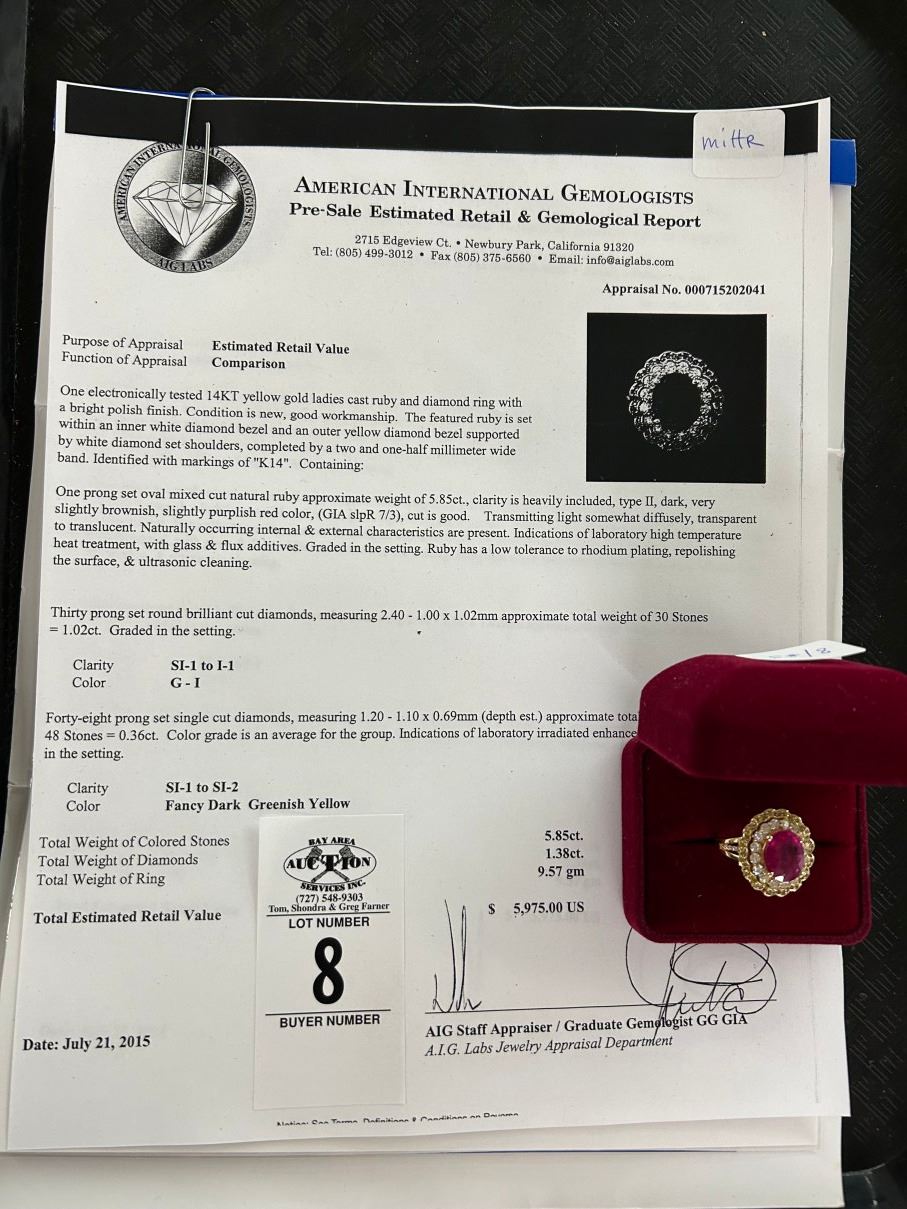 mittR
AMERICAN INTERNATIONAL GEMOLOGISTS
AIG LABS
American International Gemologists
Pre-Sale Estimated Retail & Gemological Report
2715 Edgeview Ct. • Newbury Park, California 91320
Tel: (805) 499-3012 • Fax (805) 375-6560 • Email: info@aiglabs.com
Appraisal No. 000715202041
Purpose of Appraisal Estimated Retail Value
Function of Appraisal Comparison
One electronically tested 14KT yellow gold ladies cast ruby and diamond ring with
a bright polish finish. Condition is new, good workmanship. The featured ruby is set
within an inner white diamond bezel and an outer yellow diamond bezel supported
by white diamond set shoulders, completed by a two and one-half millimeter wide
band. Identified with markings of "K14". Containing:
One prong set oval mixed cut natural ruby approximate weight of 5.85ct., clarity is heavily included, type II, dark, very
slightly brownish, slightly purplish red color, (GIA slpR 7/3), cut is good. Transmitting light somewhat diffusely, transparent
to translucent. Naturally occurring internal & external characteristics are present. Indications of laboratory high temperature
heat treatment, with glass & flux additives. Graded in the setting. Ruby has a low tolerance to rhodium plating, repolishing
the surface, & ultrasonic cleaning.
Thirty prong set round brilliant cut diamonds, measuring 2.40 - 1.00 x 1.02mm approximate total weight of 30 Stones
= 1.02ct. Graded in the setting.
Clarity SI-1 to I-1
Color G - I
Forty-eight prong set single cut diamonds, measuring 1.20 - 1.10 x 0.69mm (depth est.) approximate tota
48 Stones = 0.36ct. Color grade is an average for the group. Indications of laboratory irradiated enhance
in the setting.
Clarity SI-1 to SI-2
Color Fancy Dark Greenish Yellow
Total Weight of Colored Stones 5.85ct.
Total Weight of Diamonds 1.38ct.
Total Weight of Ring 9.57 gm
Total Estimated Retail Value $ 5,975.00 US
BAY AREA
AUCTION
SERVICES INC.
(727) 548-9303
Tom, Shondra & Greg Farner
LOT NUMBER
8
BUYER NUMBER
AIG Staff Appraiser / Graduate Gemologist GG GIA
A.I.G. Labs Jewelry Appraisal Department
Date: July 21, 2015
Notice: See Terms, Definitions & Conditions on Reverse